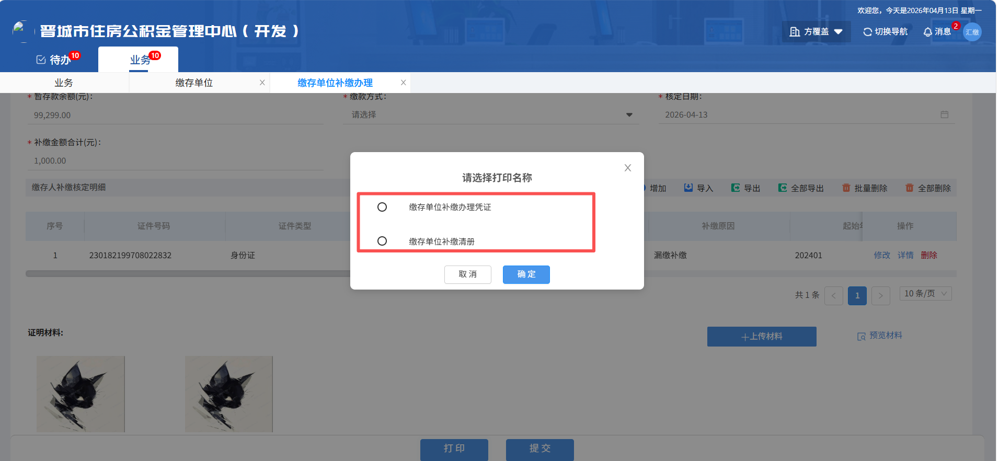 欢迎您，今天是2026年04月13日 星期一
晋城市住房公积金管理中心（开发）
方覆盖
切换导航
消息
2
汇缴
待办
10
业务
10
业务
缴存单位
缴存单位补缴办理
* 暂存款余额(元):
* 缴款方式:
* 核定日期:
99,299.00
请选择
2026-04-13
* 补缴金额合计(元):
1,000.00
请选择打印名称
缴存单位补缴办理凭证
缴存单位补缴清册
取 消
确 定
缴存人补缴核定明细
增加
导入
导出
全部导出
批量删除
全部删除
序号
证件号码
证件类型
补缴原因
起始年
操作
1
230182199708022832
身份证
漏缴补缴
202401
修改
详情
删除
共 1 条
<
1
>
10 条/页
证明材料:
＋上传材料
预览材料
打 印
提 交